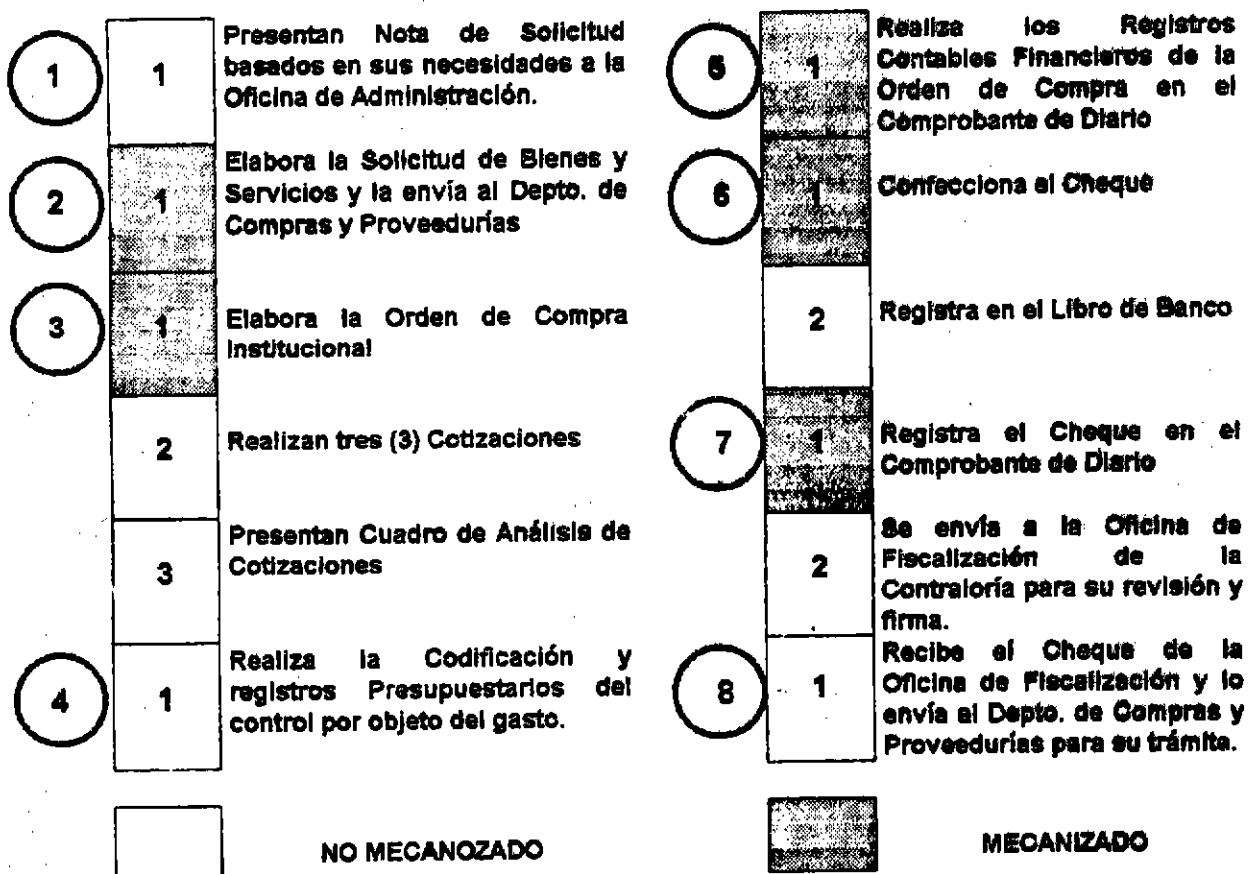 1
1
Presentan Nota de Solicitud
basados en sus necesidades a la
Oficina de Administración.
2
1
Elabora la Solicitud de Bienes y
Servicios y la envía al Depto. de
Compras y Proveedurías
3
1
Elabora la Orden de Compra
Institucional
2
Realizan tres (3) Cotizaciones
3
Presentan Cuadro de Análisis de
Cotizaciones
4
1
Realiza la Codificación y
registros Presupuestarios del
control por objeto del gasto.
NO MECANOZADO
5
1
Realiza los Registros
Contables Financieros de la
Orden de Compra en el
Comprobante de Diario
6
1
Confecciona el Cheque
2
Registra en el Libro de Banco
7
1
Registra el Cheque en el
Comprobante de Diario
2
Se envía a la Oficina de
Fiscalización de la
Contraloría para su revisión y
firma.
8
1
Recibe el Cheque de la
Oficina de Fiscalización y lo
envía al Depto. de Compras y
Proveedurías para su trámite.
MECANIZADO